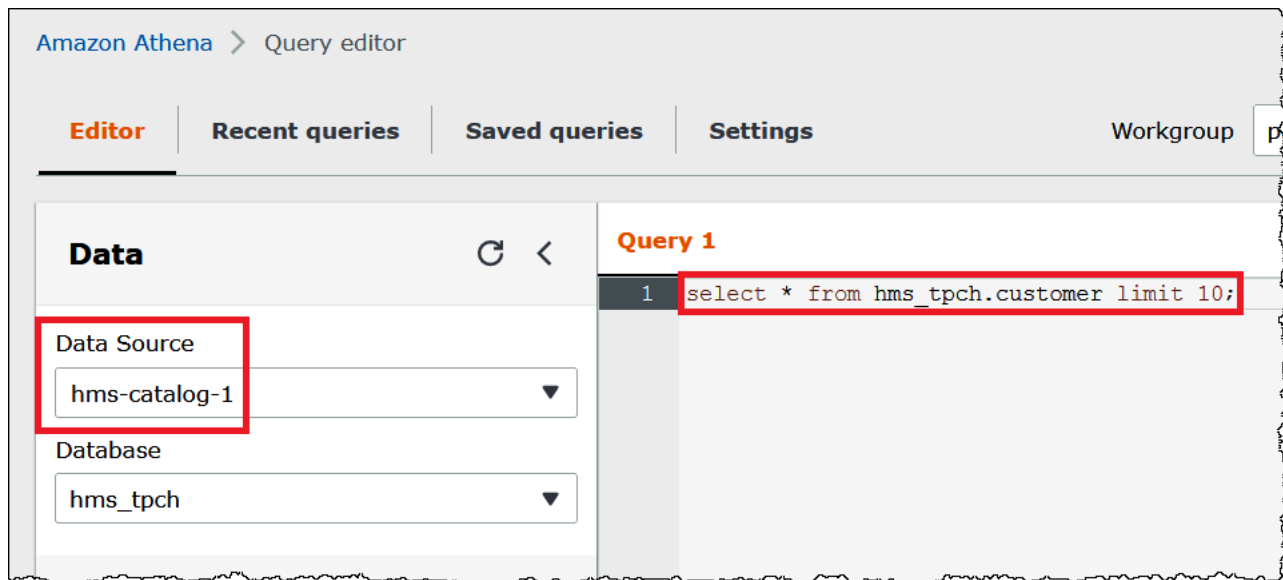 Amazon Athena > Query editor
Editor Recent queries Saved queries Settings Workgroup
Data
Query 1
1 select * from hms_tpch.customer limit 10;
Data Source
hms-catalog-1
Database
hms_tpch